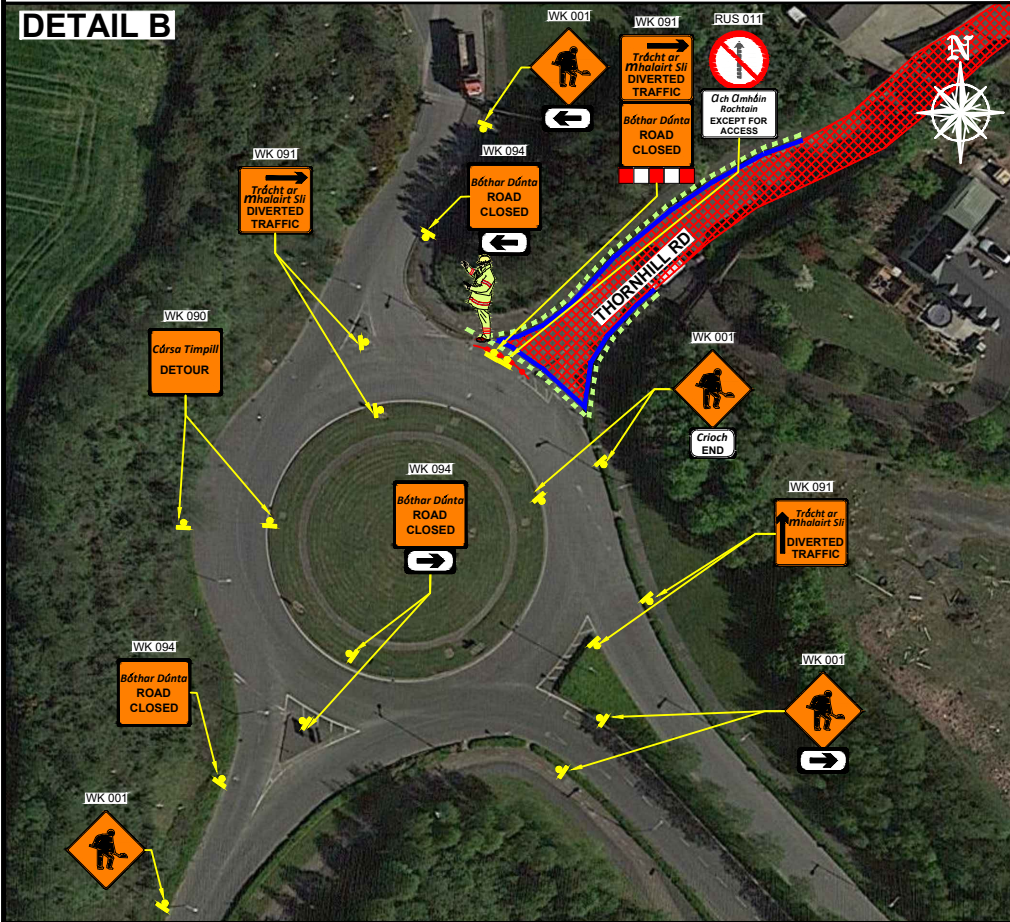 DETAIL B
WK 001
WK 091
Trácht ar
mhalairt Slí
DIVERTED
TRAFFIC
Bóthar Dúnta
ROAD
CLOSED
RUS 011
Ach Amháin
Rochtain
EXCEPT FOR
ACCESS
N
WK 091
Trácht ar
mhalairt Slí
DIVERTED
TRAFFIC
WK 094
Bóthar Dúnta
ROAD
CLOSED
THORNHILL RD
WK 090
Cúrsa Timpill
DETOUR
WK 001
Críoch
END
WK 094
Bóthar Dúnta
ROAD
CLOSED
WK 091
Trácht ar
mhalairt Slí
DIVERTED
TRAFFIC
WK 094
Bóthar Dúnta
ROAD
CLOSED
WK 001
WK 001